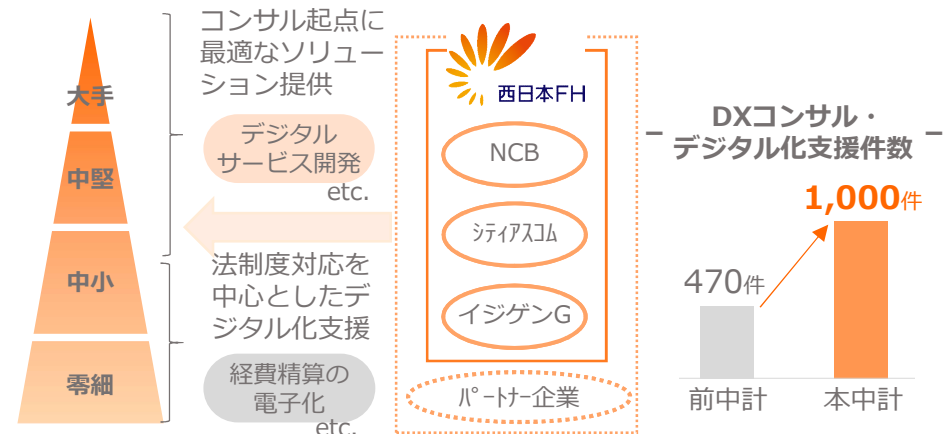 大手
中堅
中小
零細
コンサル起点に
最適なソリュー
ション提供
デジタル
サービス開発
etc.
法制度対応を
中心としたデ
ジタル化支援
経費精算の
電子化
etc.
西日本FH
NCB
ｼﾃｨｱｽｺﾑ
イジゲンG
ﾊﾟｰﾄﾅｰ企業
DXコンサル・
デジタル化支援件数
1,000件
470件
前中計
本中計